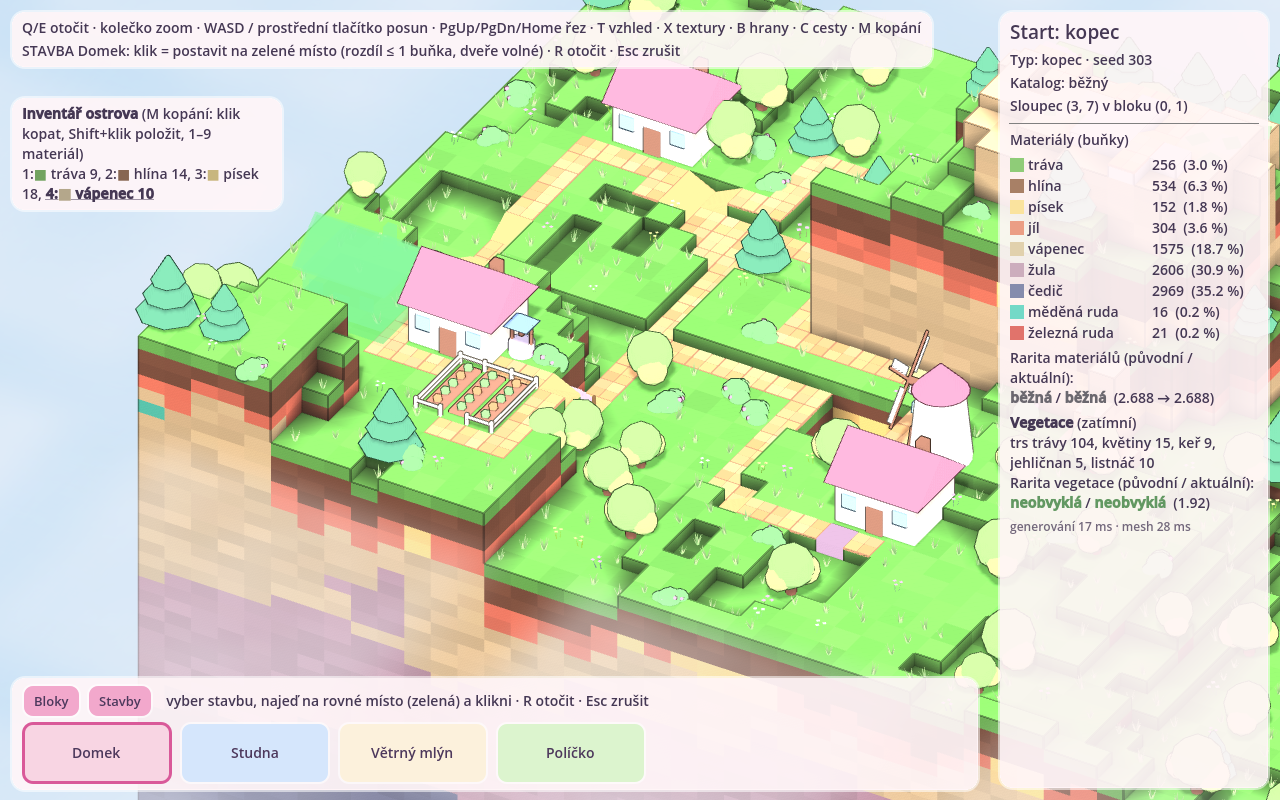 Q/E otočit · kolečko zoom · WASD / prostřední tlačítko posun · PgUp/PgDn/Home řez · T vzhled · X textury · B hrany · C cesty · M kopání
STAVBA Domek: klik = postavit na zelené místo (rozdíl ≤ 1 buňka, dveře volné) · R otočit · Esc zrušit
Inventář ostrova (M kopání: klik
kopat, Shift+klik položit, 1–9
materiál)
1: tráva 9, 2: hlína 14, 3: písek
18, 4: vápenec 10
Start: kopec
Typ: kopec · seed 303
Katalog: běžný
Sloupec (3, 7) v bloku (0, 1)
Materiály (buňky)
tráva 256 (3.0 %)
hlína 534 (6.3 %)
písek 152 (1.8 %)
jíl 304 (3.6 %)
vápenec 1575 (18.7 %)
žula 2606 (30.9 %)
čedič 2969 (35.2 %)
měděná ruda 16 (0.2 %)
železná ruda 21 (0.2 %)
Rarita materiálů (původní /
aktuální):
běžná / běžná (2.688 → 2.688)
Vegetace (zatímní)
trs trávy 104, květiny 15, keř 9,
jehličnan 5, listnáč 10
Rarita vegetace (původní / aktuální):
neobvyklá / neobvyklá (1.92)
generování 17 ms · mesh 28 ms
Bloky Stavby vyber stavbu, najeď na rovné místo (zelená) a klikni · R otočit · Esc zrušit
Domek Studna Větrný mlýn Políčko